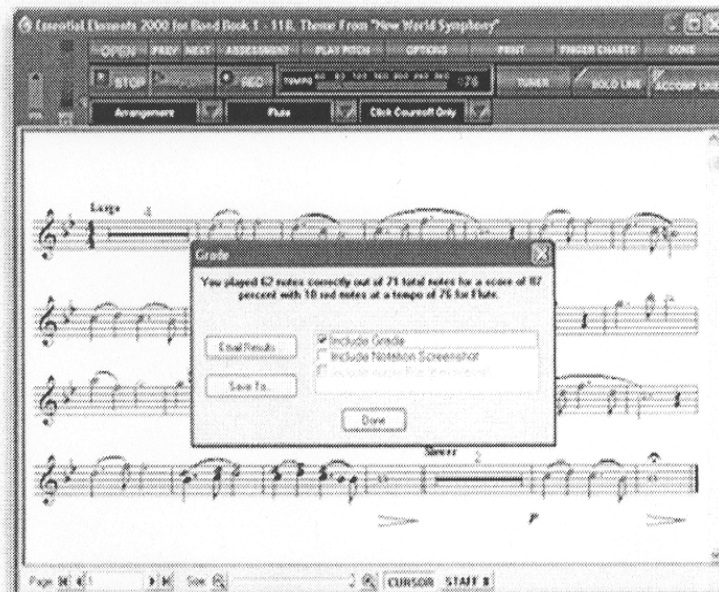 Essential Elements 2000 for Band Book 1 - 118. Theme From "New World Symphony"
OPEN PREV NEXT ASSESSMENT PLAY PITCH OPTIONS PRINT FINGER CHARTS DONE
STOP REC TEMPO 76 TUNER SOLO LINE ACCOMP LINE
Arrangement Flute Click Countoff Only
Largo 4
Grade
You played 62 notes correctly out of 71 total notes for a score of 87
percent with 10 red notes at a tempo of 76 for Flute.
Email Results... Include Grade
Include Notation Screenshot
Save To...
Done
Slower 2
p
Page 1 Size CURSOR STAFF